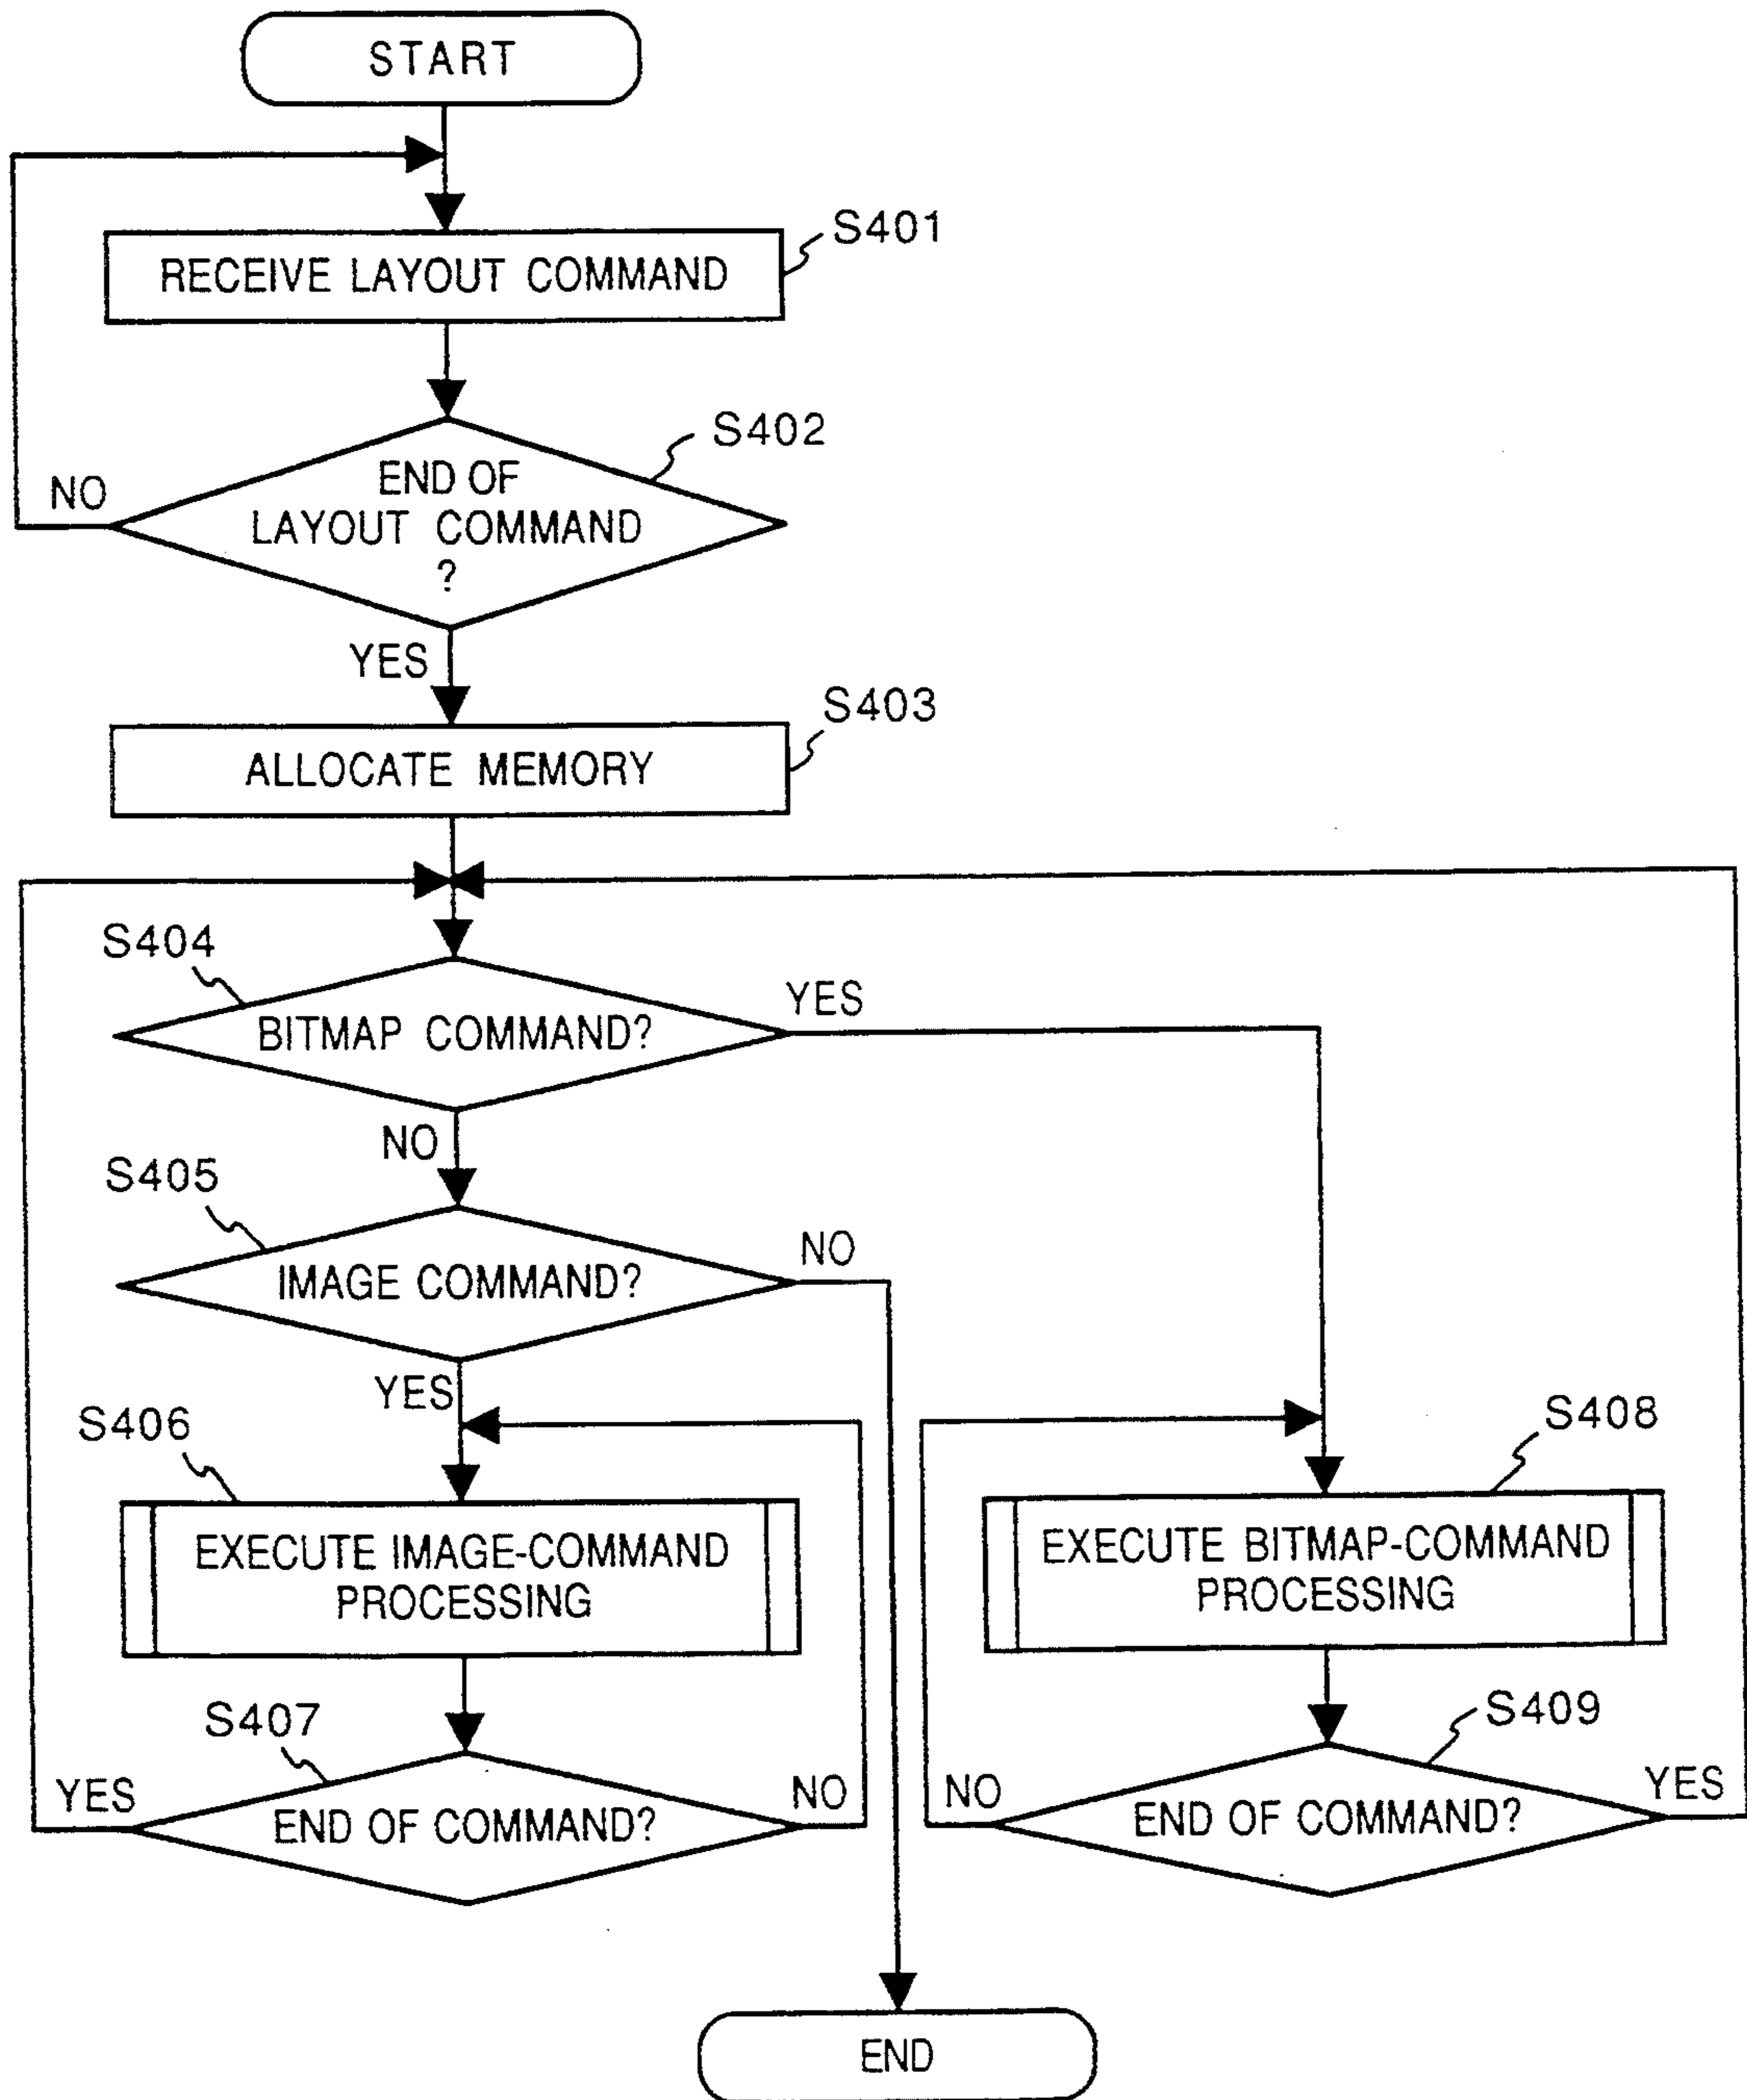 START
S401
RECEIVE LAYOUT COMMAND
S402
END OF
LAYOUT COMMAND
?
NO
YES
S403
ALLOCATE MEMORY
S404
BITMAP COMMAND?
YES
NO
S405
IMAGE COMMAND?
NO
YES
S406
EXECUTE IMAGE-COMMAND
PROCESSING
S408
EXECUTE BITMAP-COMMAND
PROCESSING
S407
END OF COMMAND?
YES
NO
S409
END OF COMMAND?
NO
YES
END